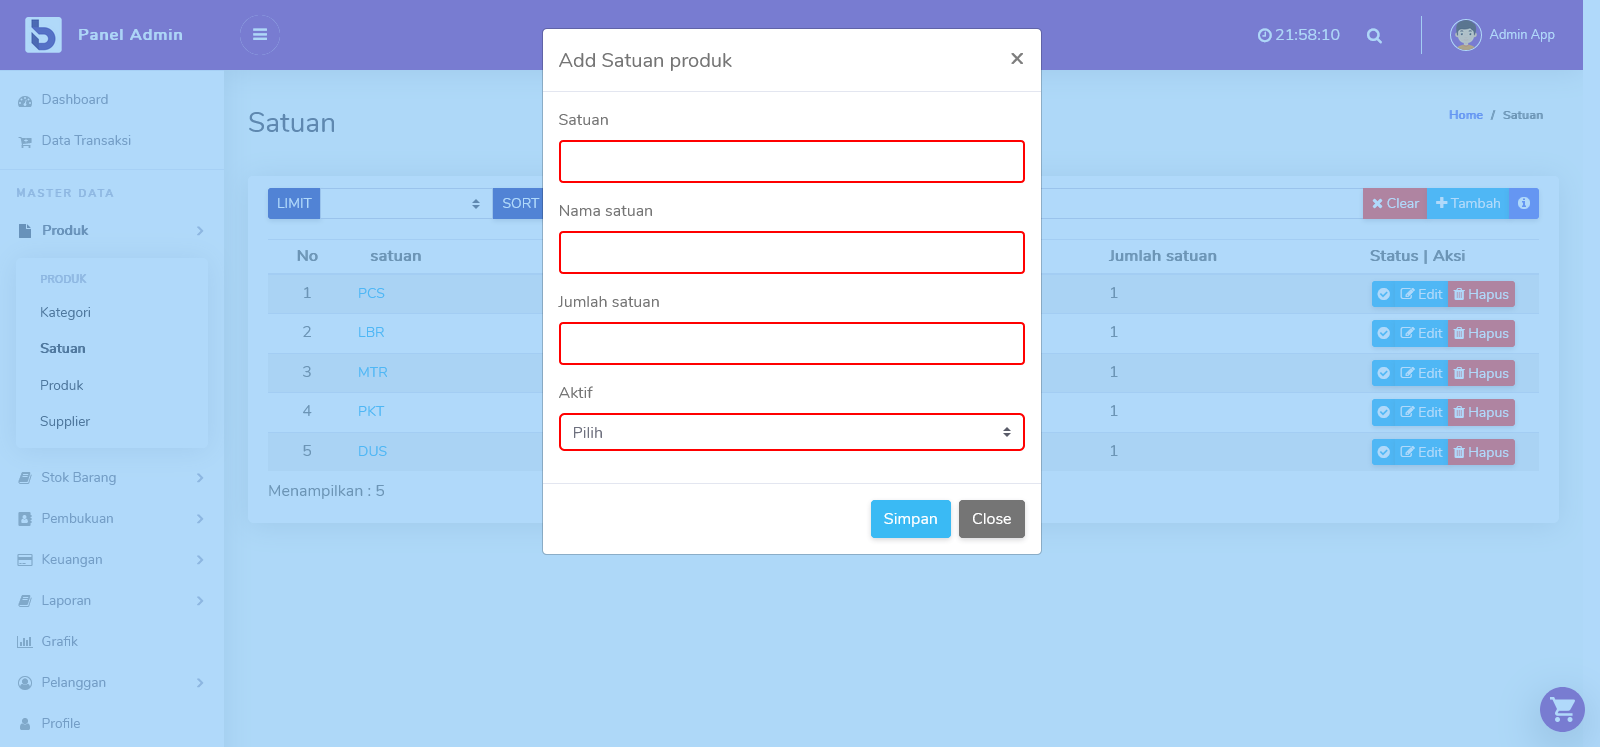 Panel Admin
21:58:10
Admin App
Dashboard
Data Transaksi
MASTER DATA
Produk
PRODUK
Kategori
Satuan
Produk
Supplier
Stok Barang
Pembukuan
Keuangan
Laporan
Grafik
Pelanggan
Profile
Satuan
Home / Satuan
LIMIT
SORT
Clear
Tambah
No satuan Jumlah satuan Status | Aksi
1 PCS 1 Edit Hapus
2 LBR 1 Edit Hapus
3 MTR 1 Edit Hapus
4 PKT 1 Edit Hapus
5 DUS 1 Edit Hapus
Menampilkan : 5
Add Satuan produk
×
Satuan
Nama satuan
Jumlah satuan
Aktif
Pilih
Simpan
Close